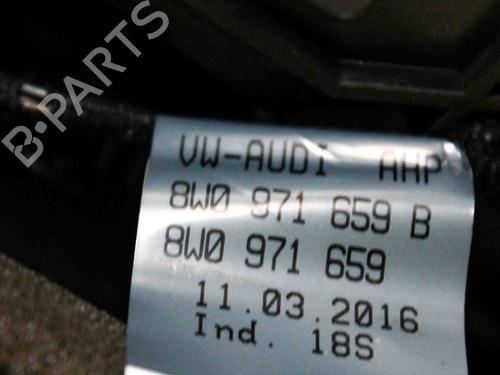 B-PARTS
VW-AUDI AHP
8W0 971 659 B
8W0 971 659
11.03.2016
Ind. 18S